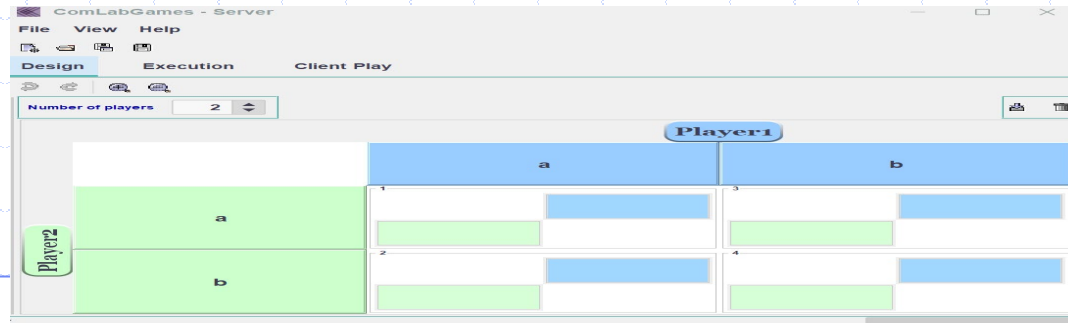 ComLabGames - Server
File View Help
Design Execution Client Play
Number of players 2
Player1
a b
1 3
a
Player2
2 4
b